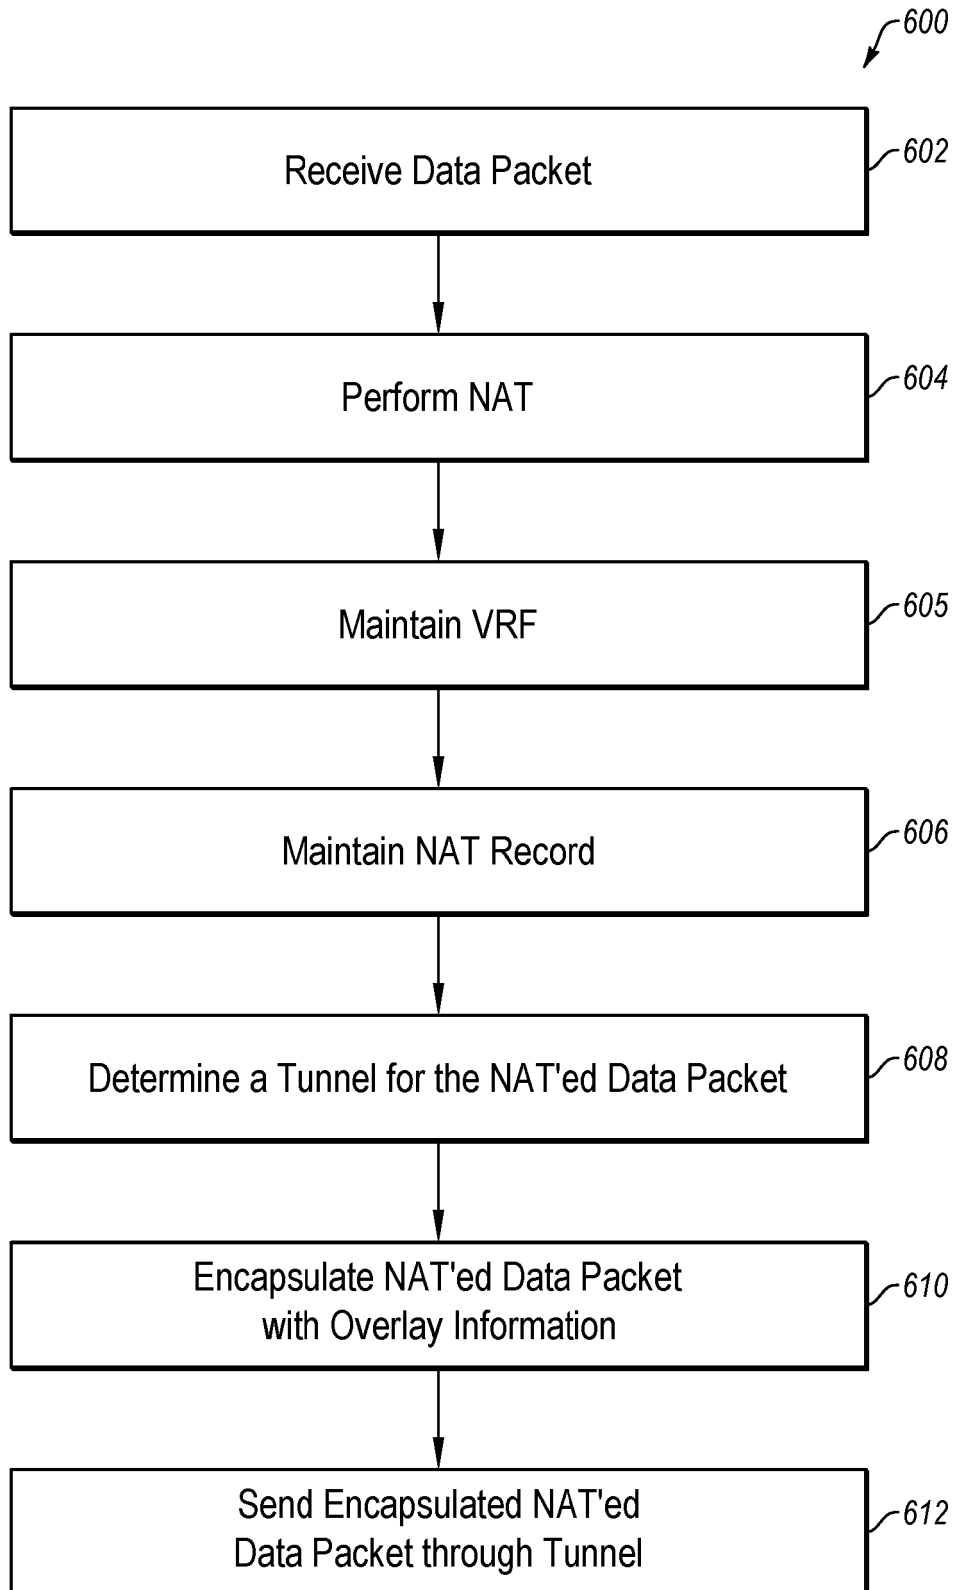 600
Receive Data Packet
602
Perform NAT
604
Maintain VRF
605
Maintain NAT Record
606
Determine a Tunnel for the NAT'ed Data Packet
608
Encapsulate NAT'ed Data Packet
with Overlay Information
610
Send Encapsulated NAT'ed
Data Packet through Tunnel
612